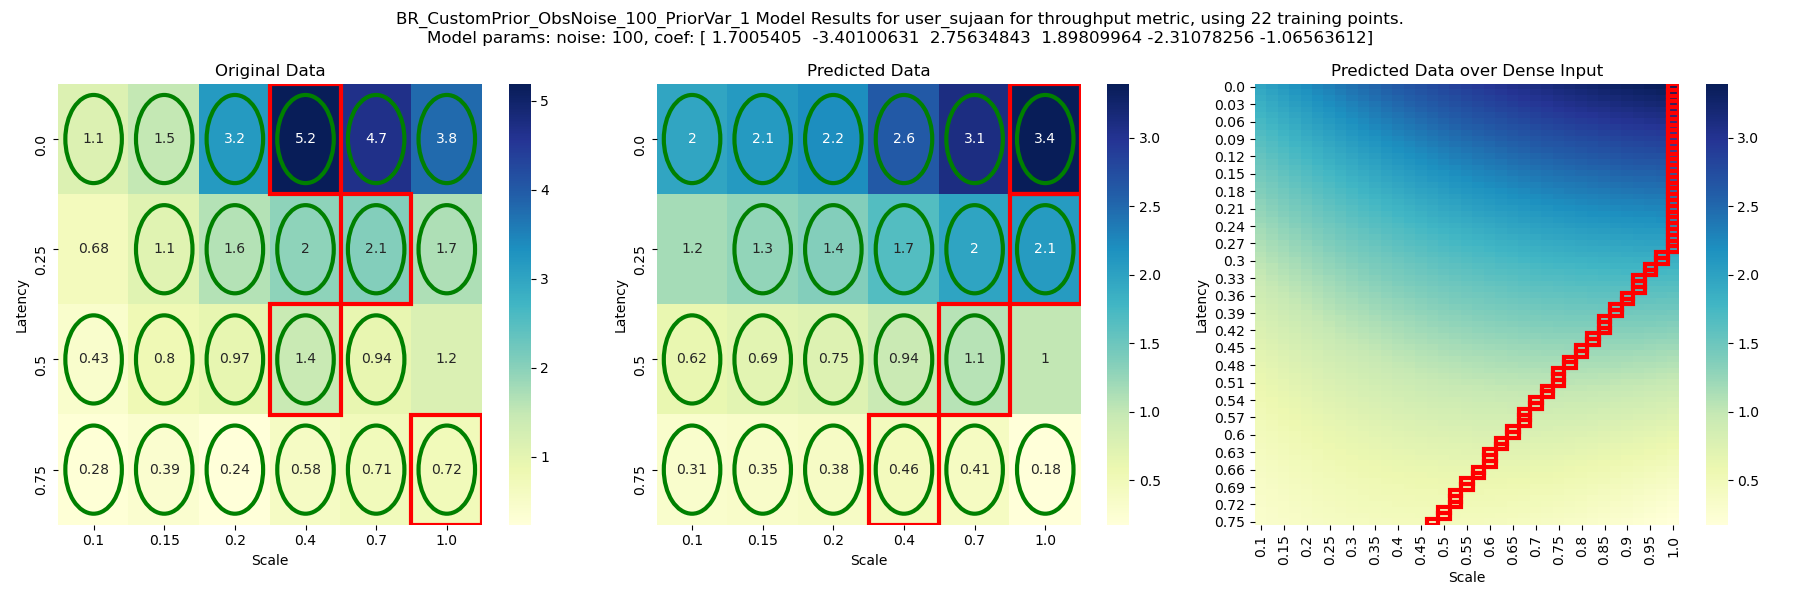 BR_CustomPrior_ObsNoise_100_PriorVar_1 Model Results for user_sujaan for throughput metric, using 22 training points.
Model params: noise: 100, coef: [ 1.7005405  -3.40100631  2.75634843  1.89809964 -2.31078256 -1.06563612]
Original Data
1.1 1.5 3.2 5.2 4.7 3.8
0.68 1.1 1.6 2 2.1 1.7
0.43 0.8 0.97 1.4 0.94 1.2
0.28 0.39 0.24 0.58 0.71 0.72
0.0
0.25
0.5
0.75
Latency
0.1 0.15 0.2 0.4 0.7 1.0
Scale
5
4
3
2
1
Predicted Data
2 2.1 2.2 2.6 3.1 3.4
1.2 1.3 1.4 1.7 2 2.1
0.62 0.69 0.75 0.94 1.1 1
0.31 0.35 0.38 0.46 0.41 0.18
0.0
0.25
0.5
0.75
Latency
0.1 0.15 0.2 0.4 0.7 1.0
Scale
3.0
2.5
2.0
1.5
1.0
0.5
Predicted Data over Dense Input
0.0
0.03
0.06
0.09
0.12
0.15
0.18
0.21
0.24
0.27
0.3
0.33
0.36
0.39
0.42
0.45
0.48
0.51
0.54
0.57
0.6
0.63
0.66
0.69
0.72
0.75
Latency
0.1 0.15 0.2 0.25 0.3 0.35 0.4 0.45 0.5 0.55 0.6 0.65 0.7 0.75 0.8 0.85 0.9 0.95 1.0
Scale
3.0
2.5
2.0
1.5
1.0
0.5